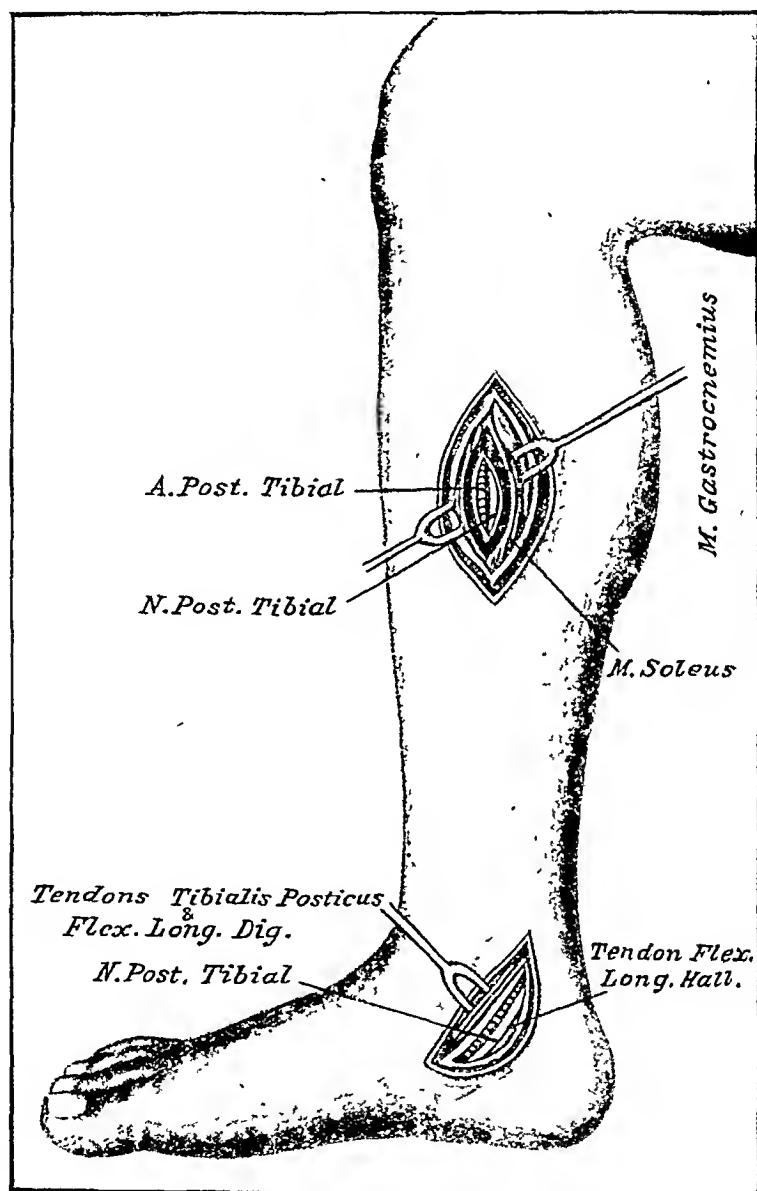 M. Gastrocnemius
A. Post. Tibial
N. Post. Tibial
M. Soleus
Tendons Tibialis Posticus
&
Flex. Long. Dig.
N. Post. Tibial
Tendon Flex.
Long. Hall.